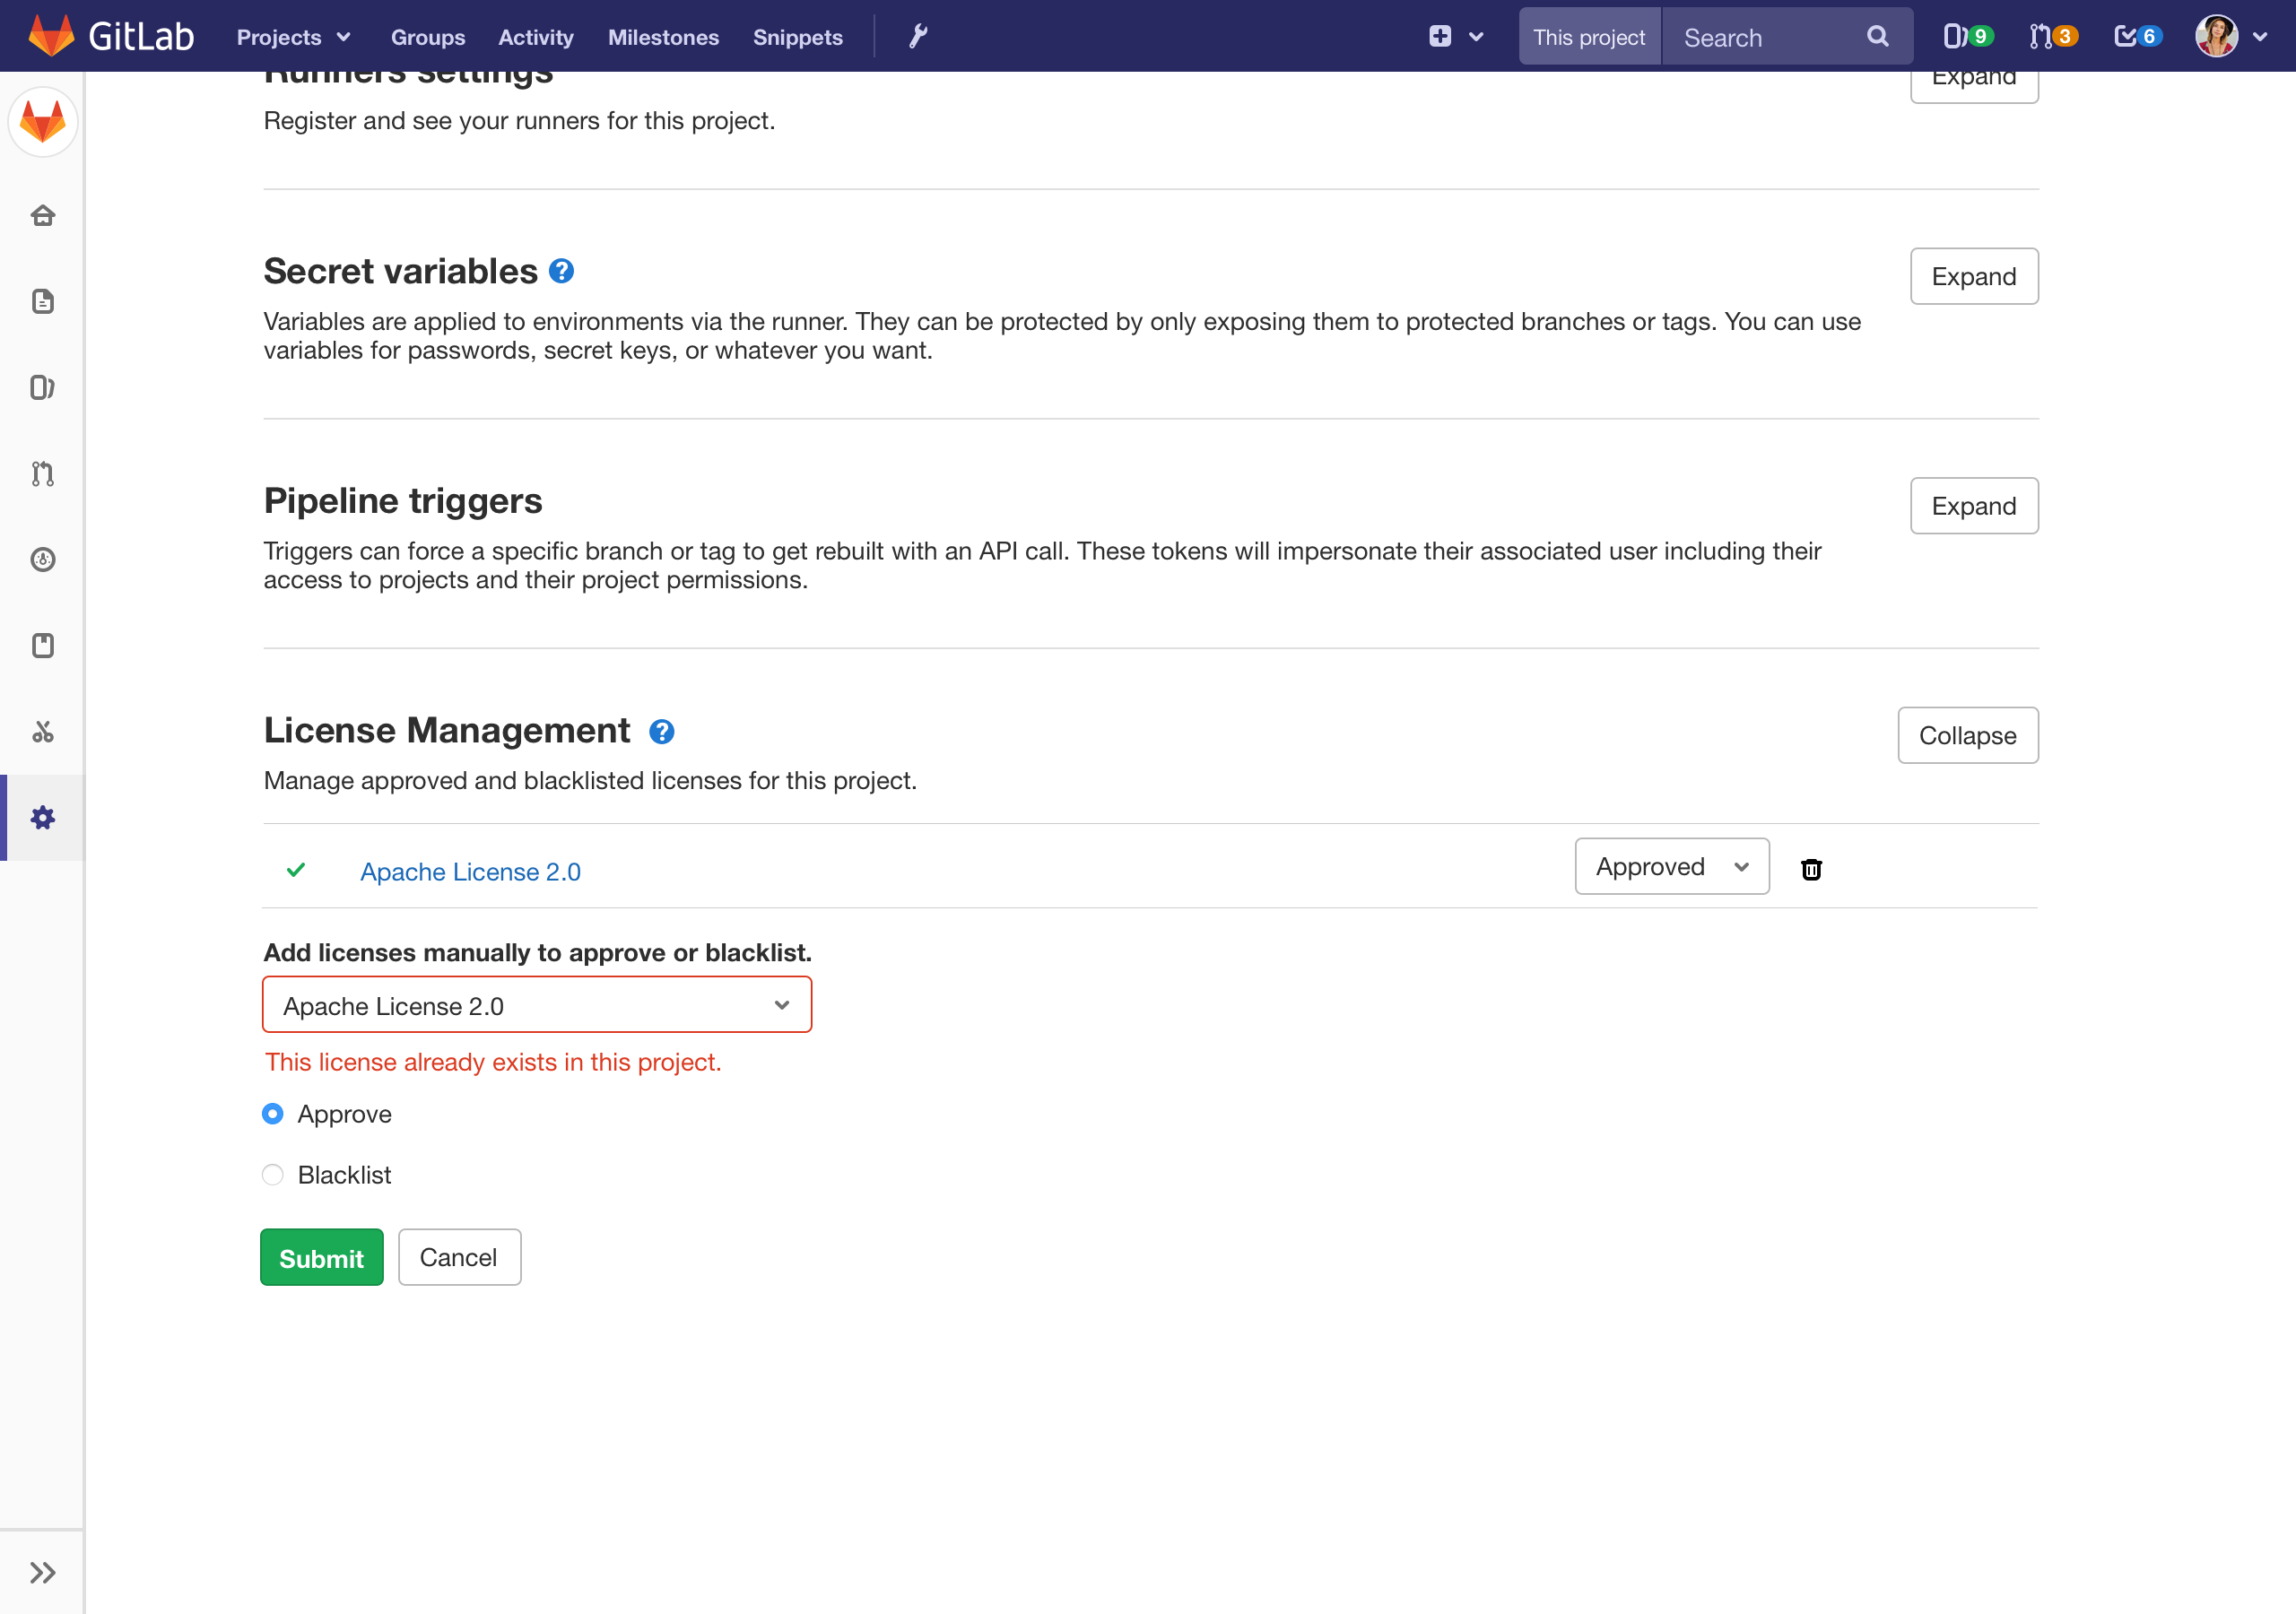 GitLab Projects Groups Activity Milestones Snippets This project Search 9 3 6
Runners settings Expand
Register and see your runners for this project.
Secret variables ? Expand
Variables are applied to environments via the runner. They can be protected by only exposing them to protected branches or tags. You can use
variables for passwords, secret keys, or whatever you want.
Pipeline triggers Expand
Triggers can force a specific branch or tag to get rebuilt with an API call. These tokens will impersonate their associated user including their
access to projects and their project permissions.
License Management ? Collapse
Manage approved and blacklisted licenses for this project.
Apache License 2.0 Approved
Add licenses manually to approve or blacklist.
Apache License 2.0
This license already exists in this project.
Approve
Blacklist
Submit Cancel